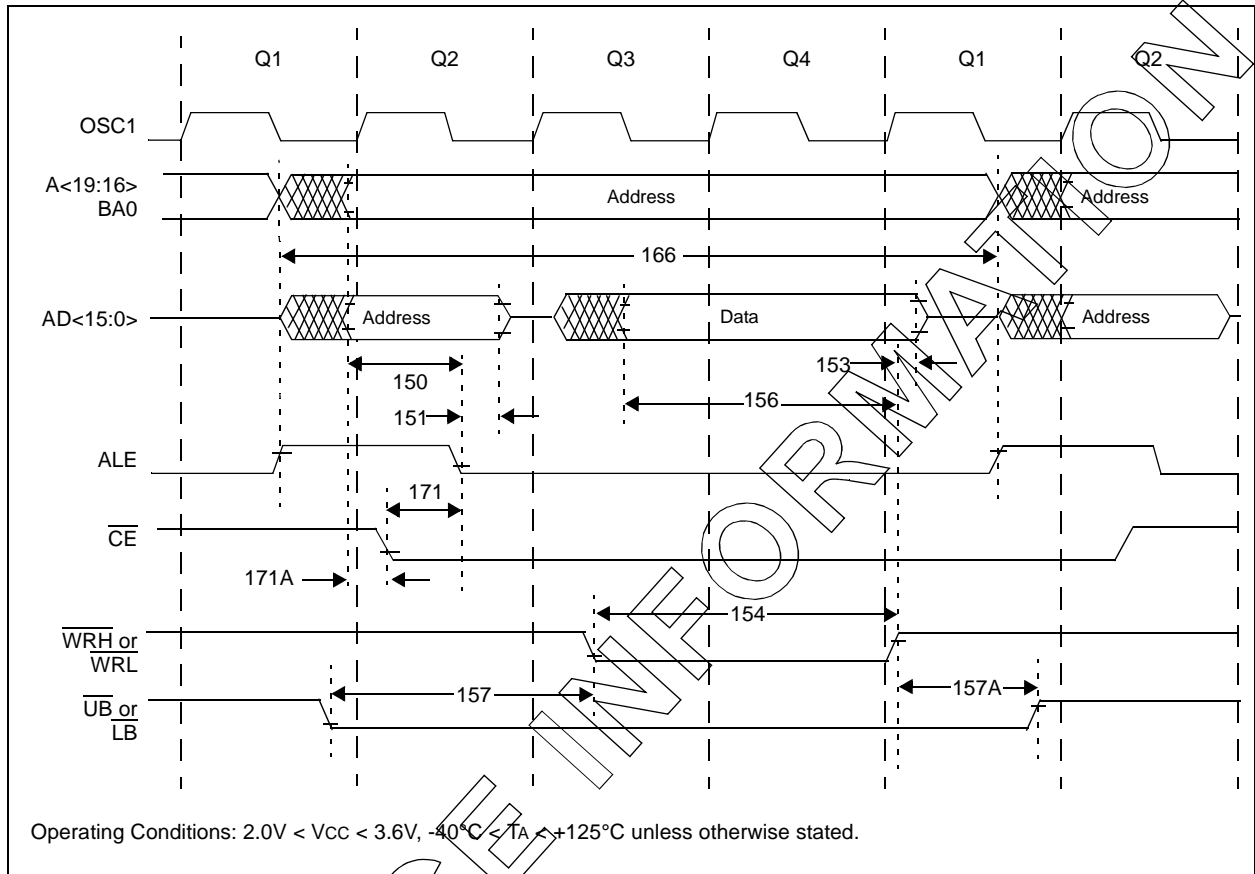 Q1 Q2 Q3 Q4 Q1 Q2
OSC1
A<19:16>
BA0
Address Address
166
AD<15:0>
Address Data Address
150
153
156
151
ALE
171
CE
171A
154
WRH or
WRL
157 157A
UB or
LB
Operating Conditions: 2.0V < VCC < 3.6V, -40°C < TA < +125°C unless otherwise stated.
CE INFORMATION